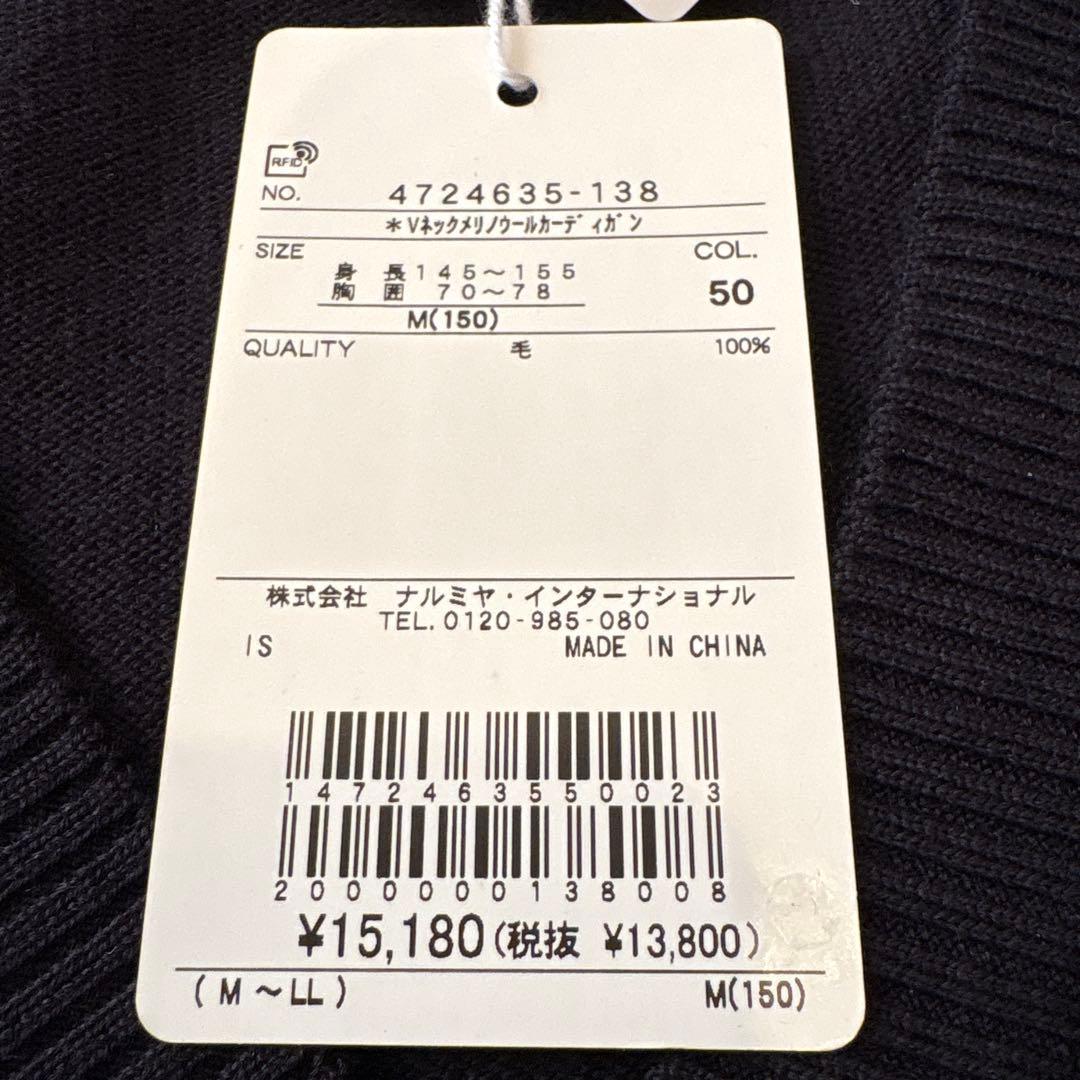 RFID
NO. 4724635-138
＊Vネックメリノウールカーディガン
SIZE COL.
身 長 145～155
胸 囲 70～78 50
M(150)
QUALITY 毛 100%
株式会社 ナルミヤ・インターナショナル
TEL. 0120-985-080
IS MADE IN CHINA
1472463550023
2000000138008
¥15,180(税抜 ¥13,800)
(M～LL) M(150)